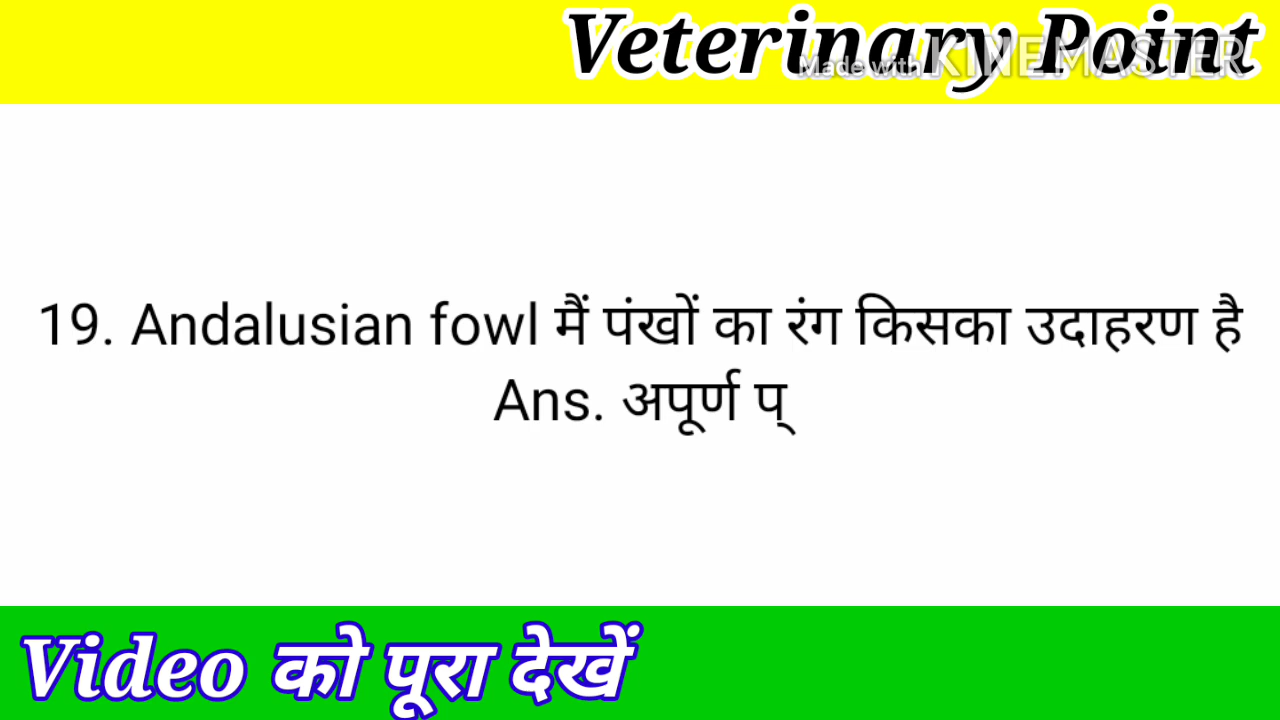 Veterinary Point
Made with KINEMASTER
19. Andalusian fowl मैं पंखों का रंग किसका उदाहरण है
Ans. अपूर्ण प्
Video को पूरा देखें